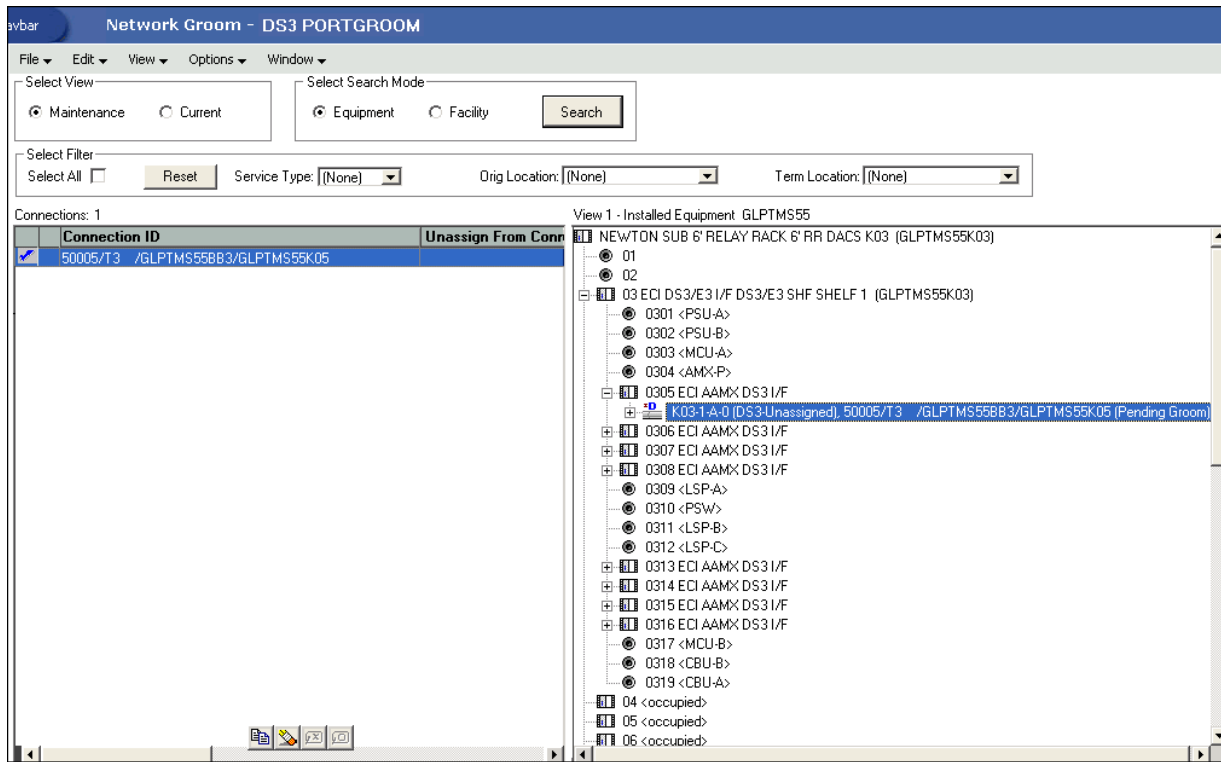 avbar
Network Groom - DS3 PORTGROOM
File Edit View Options Window
Select View
Maintenance Current
Select Search Mode
Equipment Facility Search
Select Filter
Select All Reset Service Type: (None) Orig Location: (None) Term Location: (None)
Connections: 1
Connection ID Unassign From Conn
50005/T3 /GLPTMS55BB3/GLPTMS55K05
View 1 - Installed Equipment GLPTMS55
NEWTON SUB 6' RELAY RACK 6' RR DACS K03 (GLPTMS55K03)
01
02
03 ECI DS3/E3 I/F DS3/E3 SHF SHELF 1 (GLPTMS55K03)
0301 <PSU-A>
0302 <PSU-B>
0303 <MCU-A>
0304 <AMX-P>
0305 ECI AAMX DS3 I/F
K03-1-A-0 (DS3-Unassigned), 50005/T3 /GLPTMS55BB3/GLPTMS55K05 (Pending Groom)
0306 ECI AAMX DS3 I/F
0307 ECI AAMX DS3 I/F
0308 ECI AAMX DS3 I/F
0309 <LSP-A>
0310 <PSW>
0311 <LSP-B>
0312 <LSP-C>
0313 ECI AAMX DS3 I/F
0314 ECI AAMX DS3 I/F
0315 ECI AAMX DS3 I/F
0316 ECI AAMX DS3 I/F
0317 <MCU-B>
0318 <CBU-B>
0319 <CBU-A>
04 <occupied>
05 <occupied>
06 <occupied>